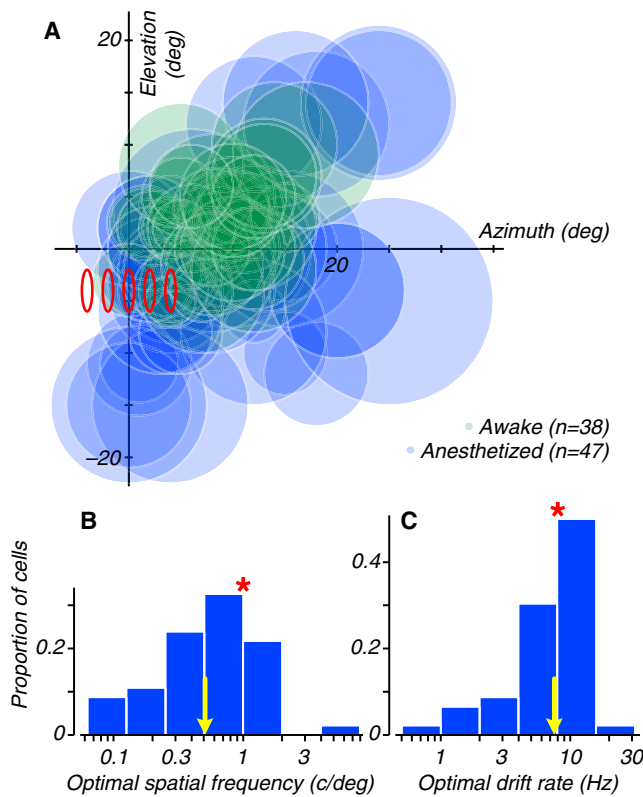 A
20
Elevation
(deg)
Azimuth (deg)
20
Awake (n=38)
Anesthetized (n=47)
−20
B
*
C
*
Proportion of cells
0.2
0
0.1
0.3
1
3
Optimal spatial frequency (c/deg)
0.4
0.2
0
1
3
10
30
Optimal drift rate (Hz)